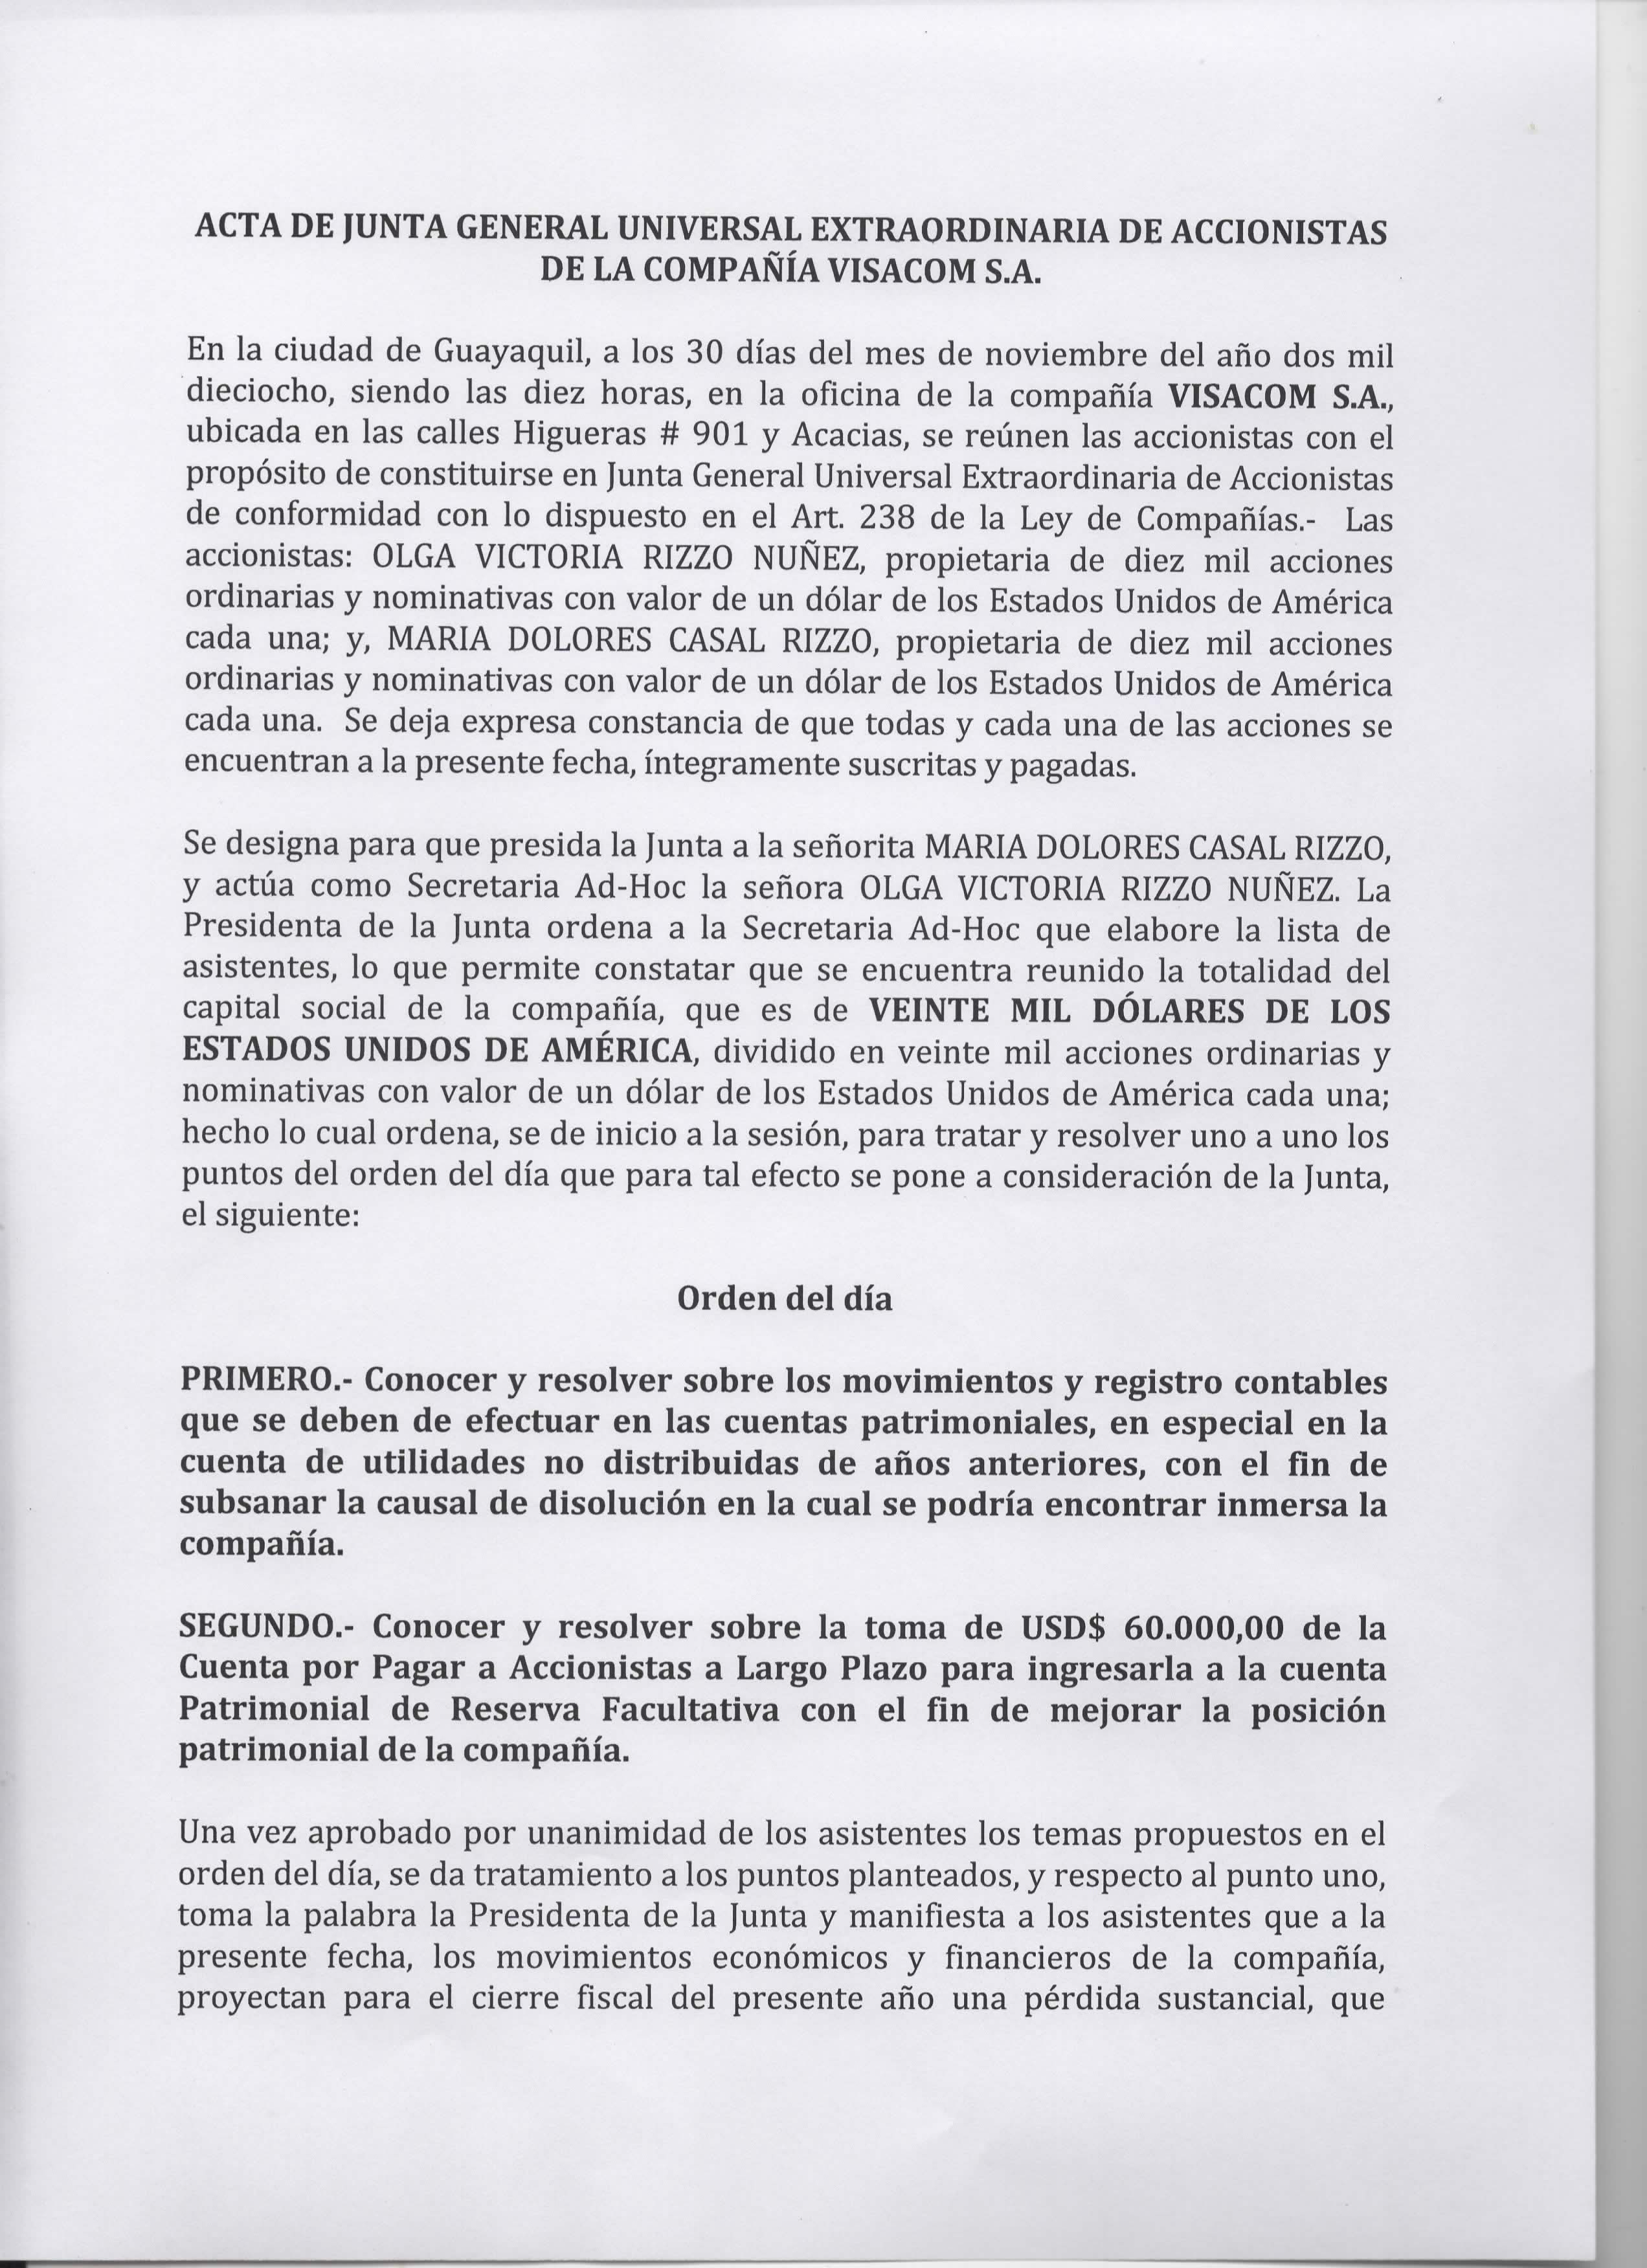 ACTA DE JUNTA GENERAL UNIVERSAL EXTRAORDINARIA DE ACCIONISTAS
DE LA COMPAÑÍA VISACOM S.A.
En la ciudad de Guayaquil, a los 30 días del mes de noviembre del año dos mil
dieciocho, siendo las diez horas, en la oficina de la compañía VISACOM S.A.,
ubicada en las calles Higueras # 901 y Acacias, se reúnen las accionistas con el
propósito de constituirse en Junta General Universal Extraordinaria de Accionistas
de conformidad con lo dispuesto en el Art. 238 de la Ley de Compañías.- Las
accionistas: OLGA VICTORIA RIZZO NUÑEZ, propietaria de diez mil acciones
ordinarias y nominativas con valor de un dólar de los Estados Unidos de América
cada una; y, MARIA DOLORES CASAL RIZZO, propietaria de diez mil acciones
ordinarias y nominativas con valor de un dólar de los Estados Unidos de América
cada una. Se deja expresa constancia de que todas y cada una de las acciones se
encuentran a la presente fecha, íntegramente suscritas y pagadas.
Se designa para que presida la Junta a la señorita MARIA DOLORES CASAL RIZZO,
y actúa como Secretaria Ad-Hoc la señora OLGA VICTORIA RIZZO NUÑEZ. La
Presidenta de la Junta ordena a la Secretaria Ad-Hoc que elabore la lista de
asistentes, lo que permite constatar que se encuentra reunido la totalidad del
capital social de la compañía, que es de VEINTE MIL DÓLARES DE LOS
ESTADOS UNIDOS DE AMÉRICA, dividido en veinte mil acciones ordinarias y
nominativas con valor de un dólar de los Estados Unidos de América cada una;
hecho lo cual ordena, se de inicio a la sesión, para tratar y resolver uno a uno los
puntos del orden del día que para tal efecto se pone a consideración de la Junta,
el siguiente:
Orden del día
PRIMERO.- Conocer y resolver sobre los movimientos y registro contables
que se deben de efectuar en las cuentas patrimoniales, en especial en la
cuenta de utilidades no distribuidas de años anteriores, con el fin de
subsanar la causal de disolución en la cual se podría encontrar inmersa la
compañía.
SEGUNDO.- Conocer y resolver sobre la toma de USD$ 60.000,00 de la
Cuenta por Pagar a Accionistas a Largo Plazo para ingresarla a la cuenta
Patrimonial de Reserva Facultativa con el fin de mejorar la posición
patrimonial de la compañía.
Una vez aprobado por unanimidad de los asistentes los temas propuestos en el
orden del día, se da tratamiento a los puntos planteados, y respecto al punto uno,
toma la palabra la Presidenta de la Junta y manifiesta a los asistentes que a la
presente fecha, los movimientos económicos y financieros de la compañía,
proyectan para el cierre fiscal del presente año una pérdida sustancial, que